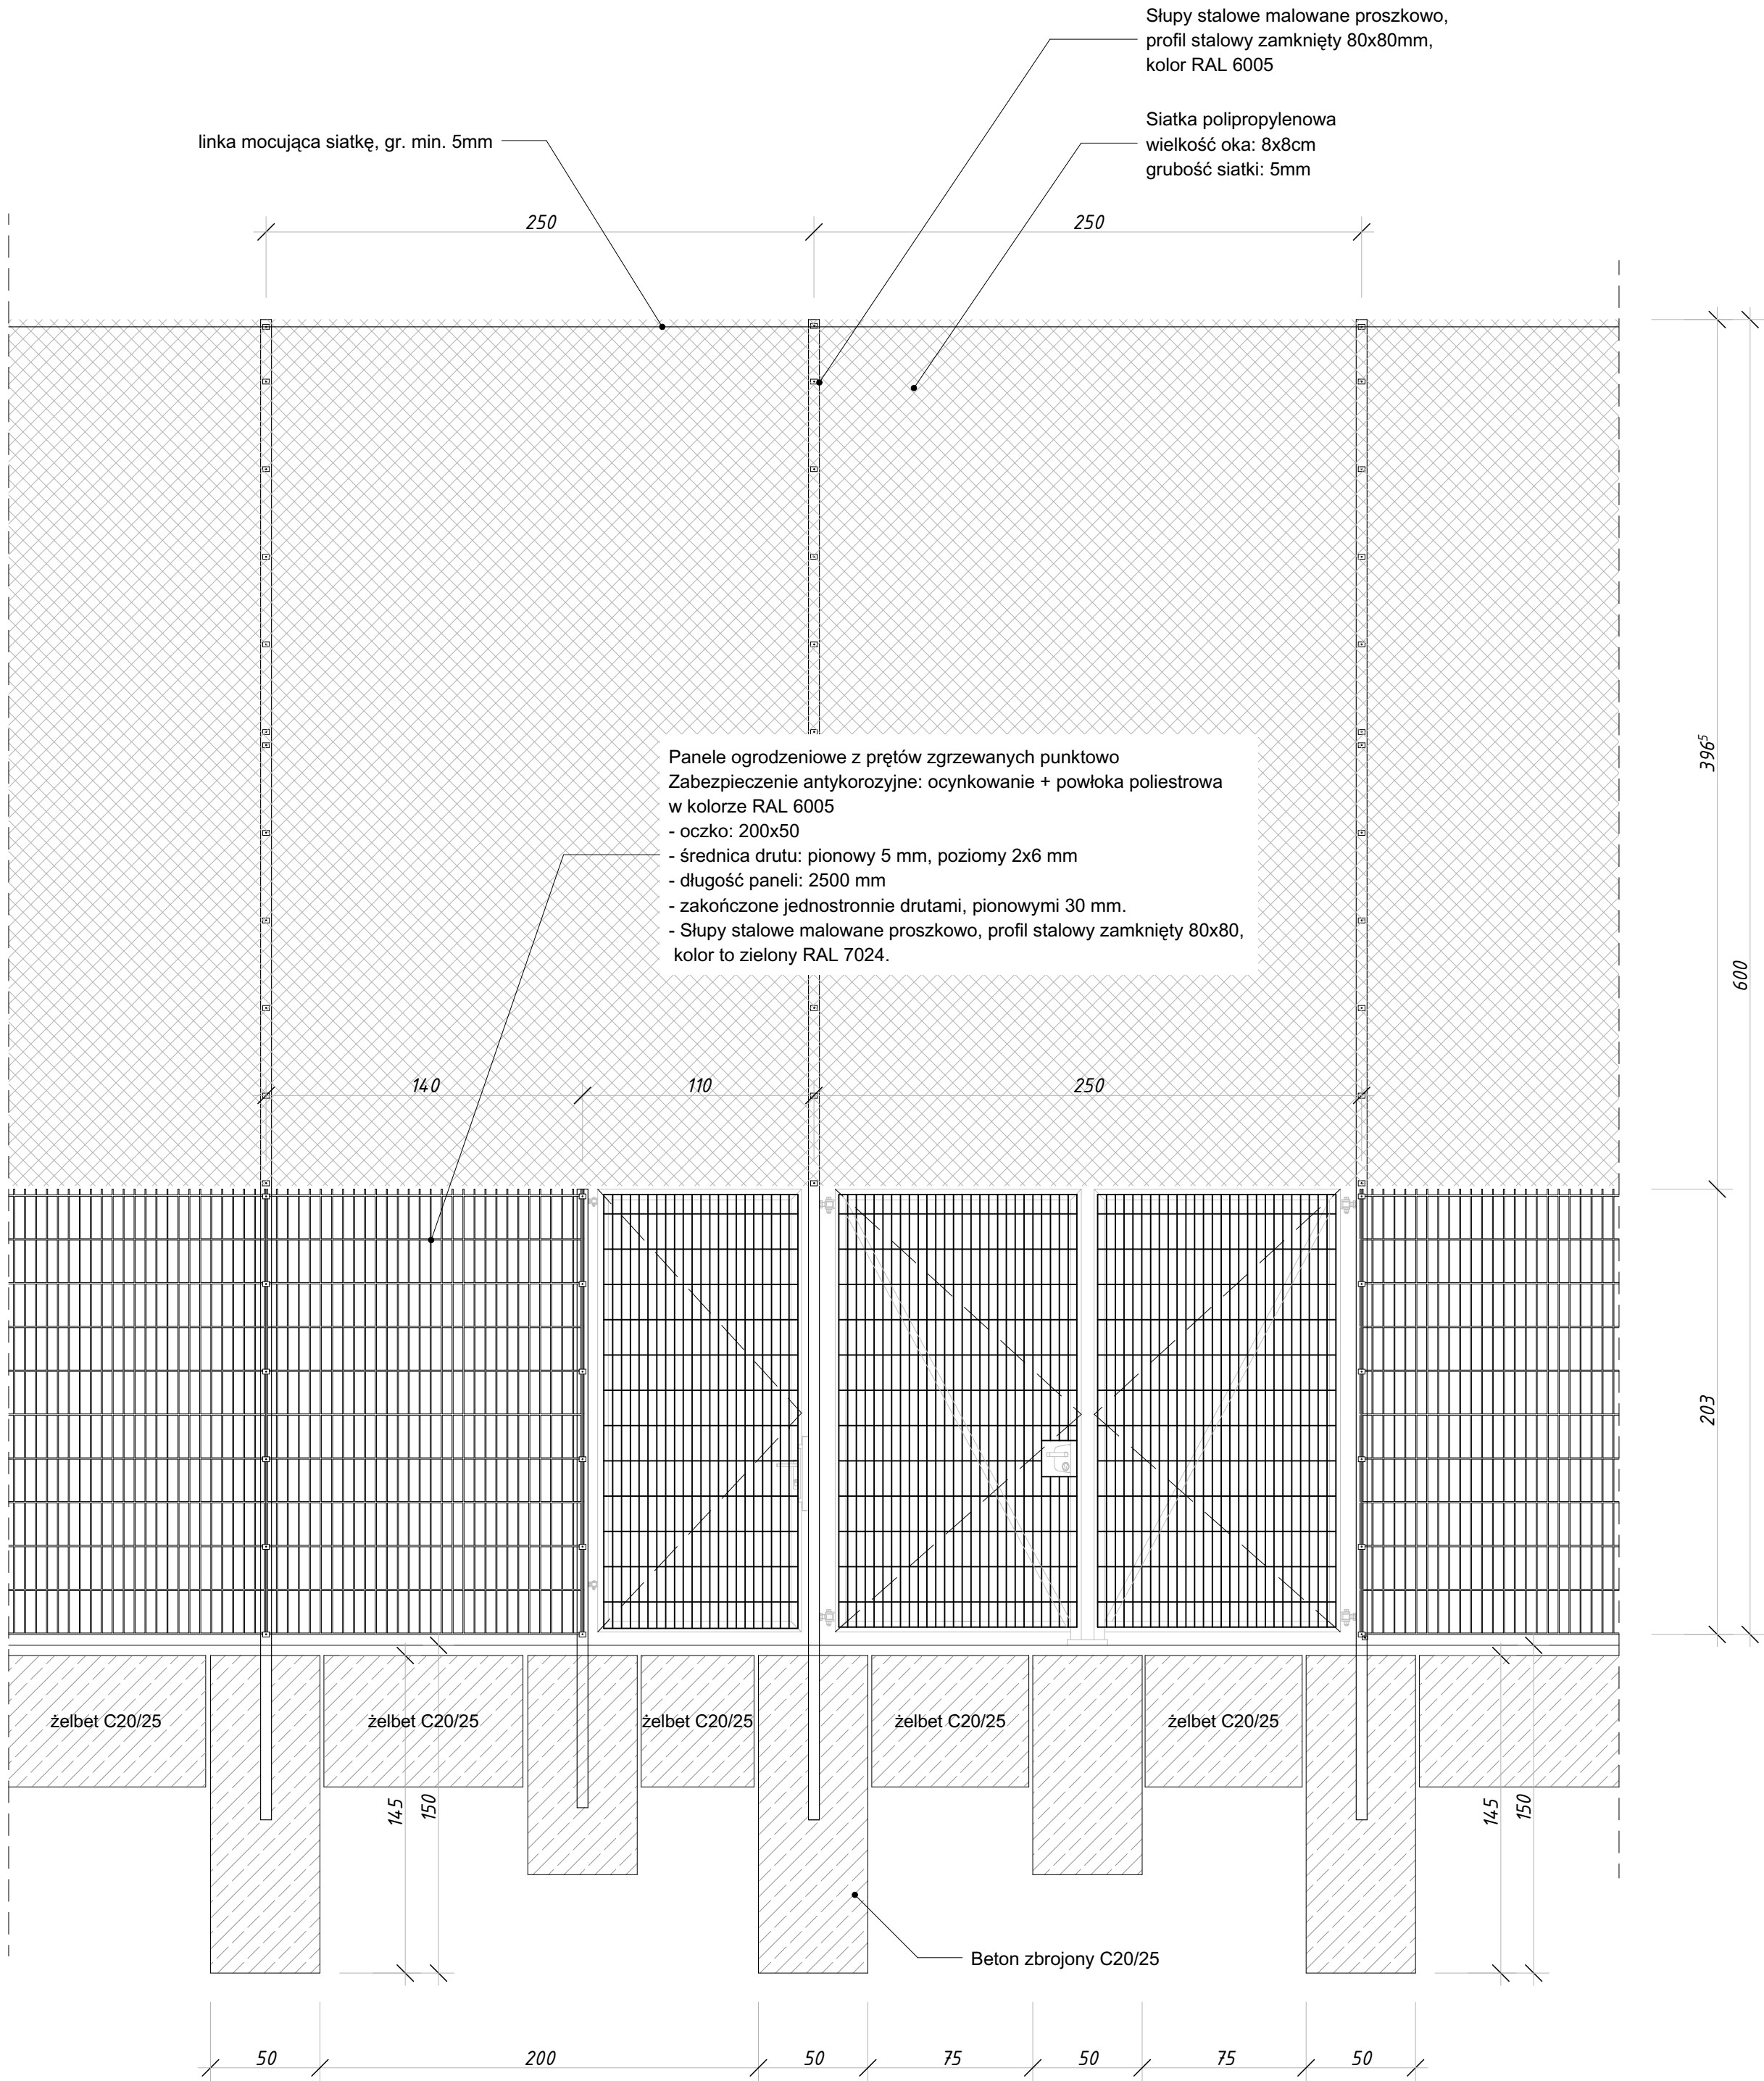 Słupy stalowe malowane proszkowo,
profil stalowy zamknięty 80x80mm,
kolor RAL 6005
Siatka polipropylenowa
wielkość oka: 8x8cm
grubość siatki: 5mm
linka mocująca siatkę, gr. min. 5mm
250
250
396⁵
600
203
Panele ogrodzeniowe z prętów zgrzewanych punktowo
Zabezpieczenie antykorozyjne: ocynkowanie + powłoka poliestrowa
w kolorze RAL 6005
- oczko: 200x50
- średnica drutu: pionowy 5 mm, poziomy 2x6 mm
- długość paneli: 2500 mm
- zakończone jednostronnie drutami, pionowymi 30 mm.
- Słupy stalowe malowane proszkowo, profil stalowy zamknięty 80x80,
kolor to zielony RAL 7024.
140
110
250
żelbet C20/25
żelbet C20/25
żelbet C20/25
żelbet C20/25
żelbet C20/25
145
150
145
150
Beton zbrojony C20/25
50
200
50
75
50
75
50